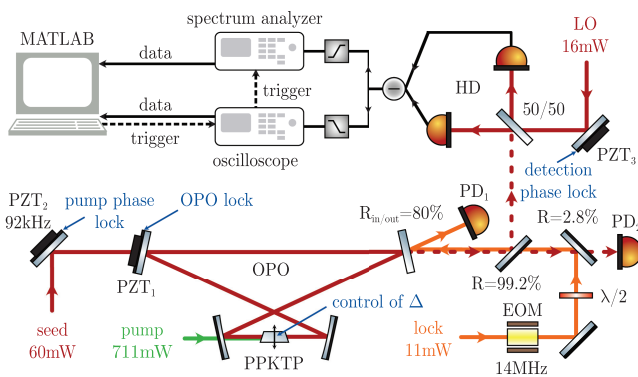 spectrum analyzer
LO
16mW
MATLAB
data
HD
trigger
50/50
data
trigger
oscilloscope
PZT₃
detection
phase lock
PZT₂
92kHz
pump phase
lock
OPO lock
PD₁
R_in/out=80%
R=2.8%
PZT₁
OPO
R=99.2%
λ/2
control of Δ
EOM
seed
60mW
pump
711mW
PPKTP
lock
11mW
14MHz